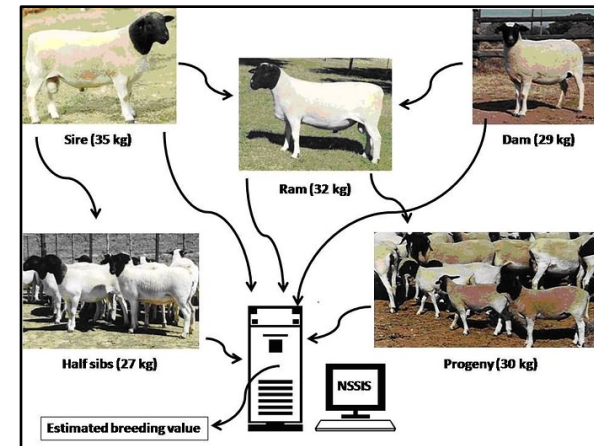 Sire (35 kg)
Ram (32 kg)
Dam (29 kg)
Half sibs (27 kg)
Progeny (30 kg)
NSSIS
Estimated breeding value